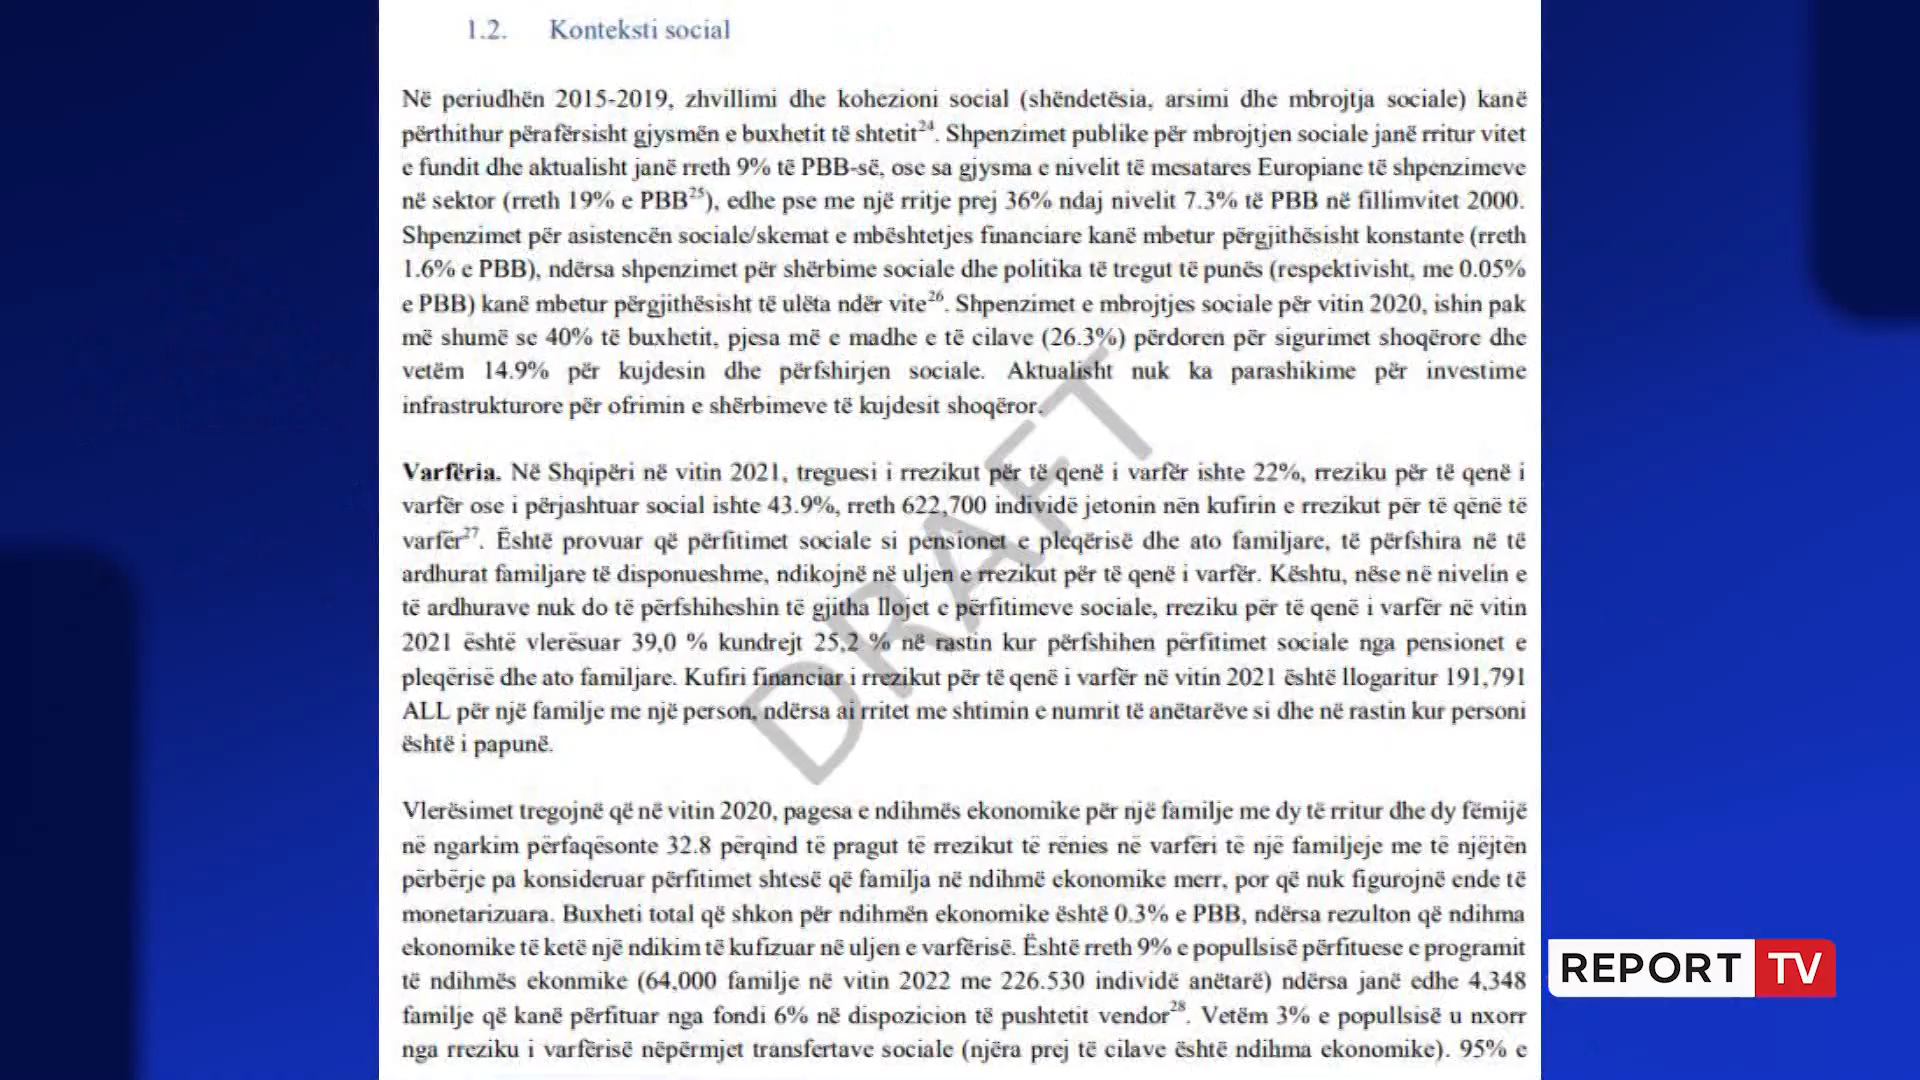 1.2. Konteksti social
Në periudhën 2015-2019, zhvillimi dhe kohezioni social (shëndetësia, arsimi dhe mbrojtja sociale) kanë
përthithur përafërsisht gjysmën e buxhetit të shtetit24. Shpenzimet publike për mbrojtjen sociale janë rritur vitet
e fundit dhe aktualisht janë rreth 9% të PBB-së, ose sa gjysma e nivelit të mesatares Europiane të shpenzimeve
në sektor (rreth 19% e PBB25), edhe pse me një rritje prej 36% ndaj nivelit 7.3% të PBB në fillimvitet 2000.
Shpenzimet për asistencën sociale/skemat e mbështetjes financiare kanë mbetur përgjithësisht konstante (rreth
1.6% e PBB), ndërsa shpenzimet për shërbime sociale dhe politika të tregut të punës (respektivisht, me 0.05%
e PBB) kanë mbetur përgjithësisht të ulëta ndër vite26. Shpenzimet e mbrojtjes sociale për vitin 2020, ishin pak
më shumë se 40% të buxhetit, pjesa më e madhe e të cilave (26.3%) përdoren për sigurimet shoqërore dhe
vetëm 14.9% për kujdesin dhe përfshirjen sociale. Aktualisht nuk ka parashikime për investime
infrastrukturore për ofrimin e shërbimeve të kujdesit shoqëror.
Varfëria. Në Shqipëri në vitin 2021, treguesi i rrezikut për të qenë i varfër ishte 22%, rreziku për të qenë i
varfër ose i përjashtuar social ishte 43.9%, rreth 622,700 individë jetonin nën kufirin e rrezikut për të qënë të
varfër27. Është provuar që përfitimet sociale si pensionet e pleqërisë dhe ato familjare, të përfshira në të
ardhurat familjare të disponueshme, ndikojnë në uljen e rrezikut për të qenë i varfër. Kështu, nëse në nivelin e
të ardhurave nuk do të përfshiheshin të gjitha llojet e përfitimeve sociale, rreziku për të qenë i varfër në vitin
2021 është vlerësuar 39,0 % kundrejt 25,2 % në rastin kur përfshihen përfitimet sociale nga pensionet e
pleqërisë dhe ato familjare. Kufiri financiar i rrezikut për të qenë i varfër në vitin 2021 është llogaritur 191,791
ALL për një familje me një person, ndërsa ai rritet me shtimin e numrit të anëtarëve si dhe në rastin kur personi
është i papunë.
Vlerësimet tregojnë që në vitin 2020, pagesa e ndihmës ekonomike për një familje me dy të rritur dhe dy fëmijë
në ngarkim përfaqësonte 32.8 përqind të pragut të rrezikut të rënies në varfëri të një familjeje me të njëjtën
përbërje pa konsideruar përfitimet shtesë që familja në ndihmë ekonomike merr, por që nuk figurojnë ende të
monetarizuara. Buxheti total që shkon për ndihmën ekonomike është 0.3% e PBB, ndërsa rezulton që ndihma
ekonomike të ketë një ndikim të kufizuar në uljen e varfërisë. Është rreth 9% e popullsisë përfituese e programit
të ndihmës ekonmike (64,000 familje në vitin 2022 me 226.530 individë anëtarë) ndërsa janë edhe 4,348
familje që kanë përfituar nga fondi 6% në dispozicion të pushtetit vendor28. Vetëm 3% e popullsisë u nxorr
nga rreziku i varfërisë nëpërmjet transfertave sociale (njëra prej të cilave është ndihma ekonomike). 95% e
DRAFT
REPORT TV